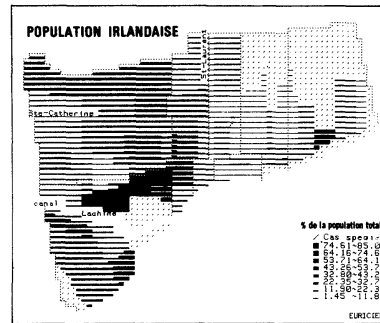 POPULATION IRLANDAISE
St-Laurent
Ste-Catherine
canal
Lachine
% de la population total
Cas speci
74.61-85.0
64.16-74.6
53.71-64.1
43.26-53.7
32.80-43.2
22.35-32.7
11.90-22.3
1.45 -11.8
EURICIE